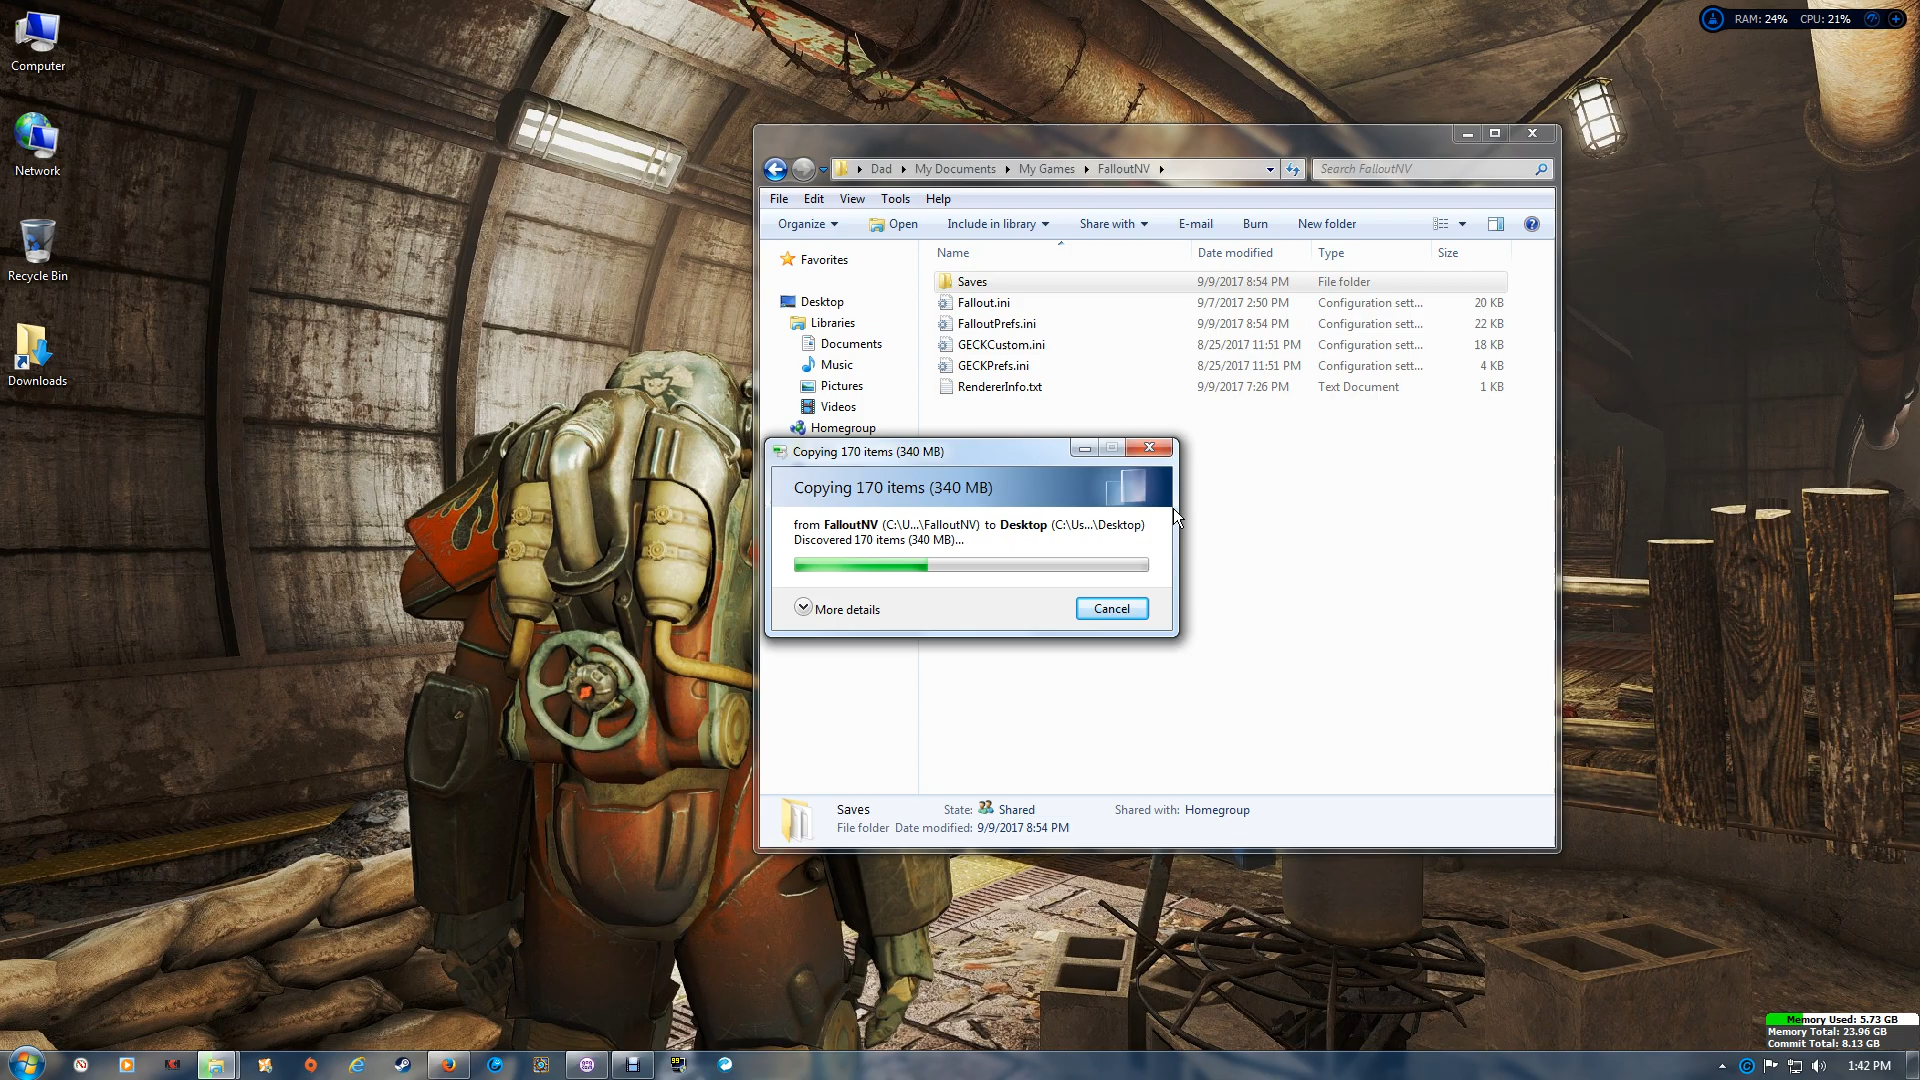 Computer
Network
Recycle Bin
Downloads
RAM: 24% CPU: 21%
Dad My Documents My Games FalloutNV
Search FalloutNV
File Edit View Tools Help
Organize Open Include in library Share with E-mail Burn New folder
Name Date modified Type Size
Favorites
Desktop
Libraries
Documents
Music
Pictures
Videos
Homegroup
Saves 9/9/2017 8:54 PM File folder
Fallout.ini 9/7/2017 2:50 PM Configuration sett... 20 KB
FalloutPrefs.ini 9/9/2017 8:54 PM Configuration sett... 22 KB
GECKCustom.ini 8/25/2017 11:51 PM Configuration sett... 18 KB
GECKPrefs.ini 8/25/2017 11:51 PM Configuration sett... 4 KB
RendererInfo.txt 9/9/2017 7:26 PM Text Document 1 KB
Copying 170 items (340 MB)
Copying 170 items (340 MB)
from FalloutNV (C:\U...\FalloutNV) to Desktop (C:\Us...\Desktop)
Discovered 170 items (340 MB)...
More details
Cancel
Saves State: Shared Shared with: Homegroup
File folder Date modified: 9/9/2017 8:54 PM
Memory Used: 5.73 GB
Memory Total: 23.96 GB
Commit Total: 8.13 GB
1:42 PM